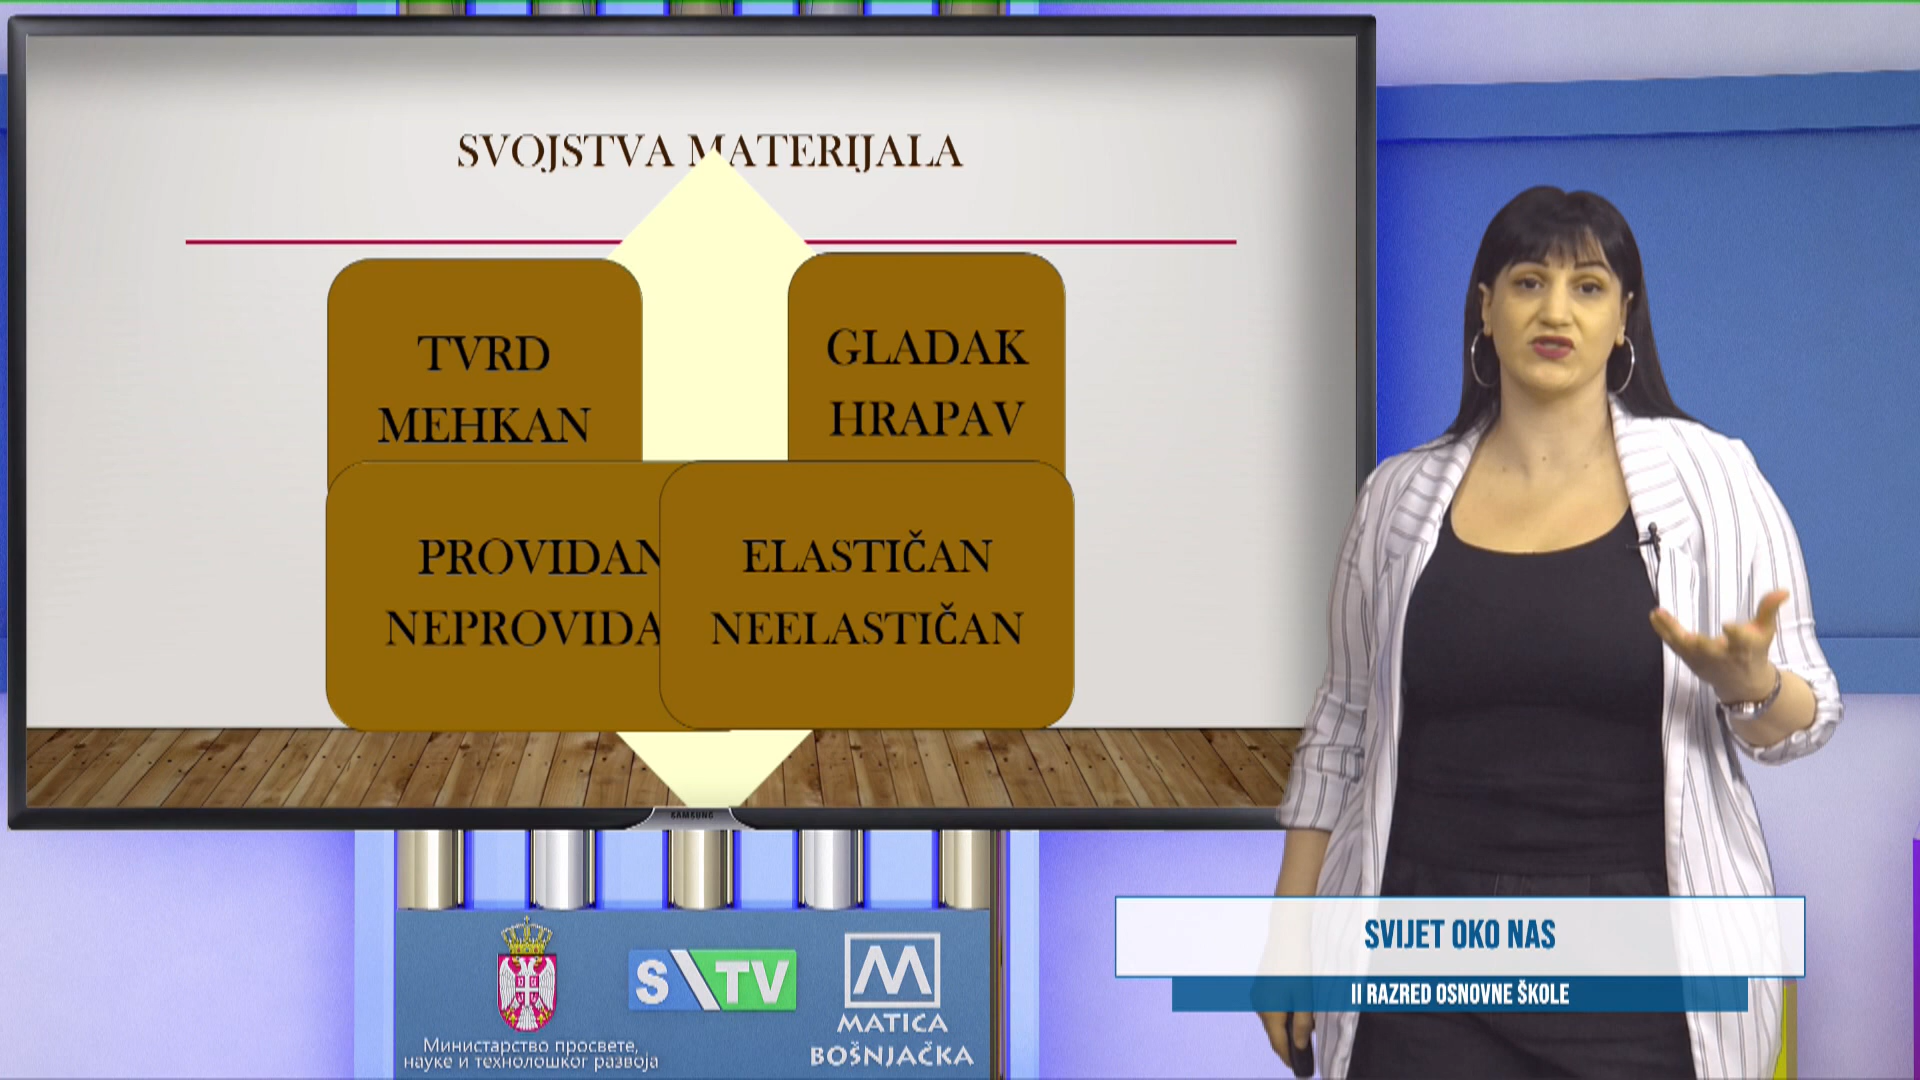 SVOJSTVA MATERIJALA
TVRD
MEHKAN
GLADAK
HRAPAV
PROVIDAN
NEPROVIDA
ELASTIČAN
NEELASTIČAN
SAMSUNG
SVIJET OKO NAS
II RAZRED OSNOVNE ŠKOLE
S TV
MATICA
BOŠNJAČKA
Министарство просвете,
науке и технолошког развоја